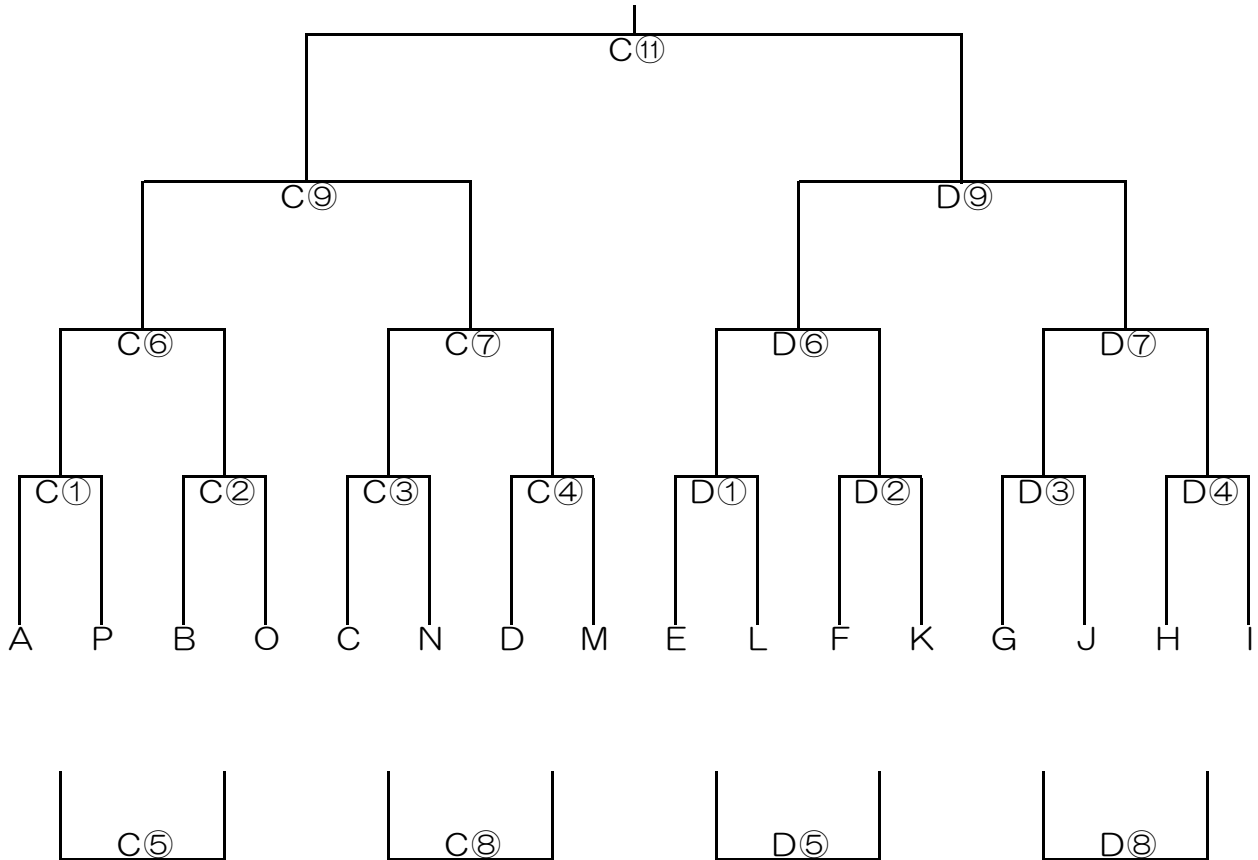 C⑪
C⑨ D⑨
C⑥ C⑦ D⑥ D⑦
C① C② C③ C④ D① D② D③ D④
A P B O C N D M E L F K G J H I
C⑤ C⑧ D⑤ D⑧